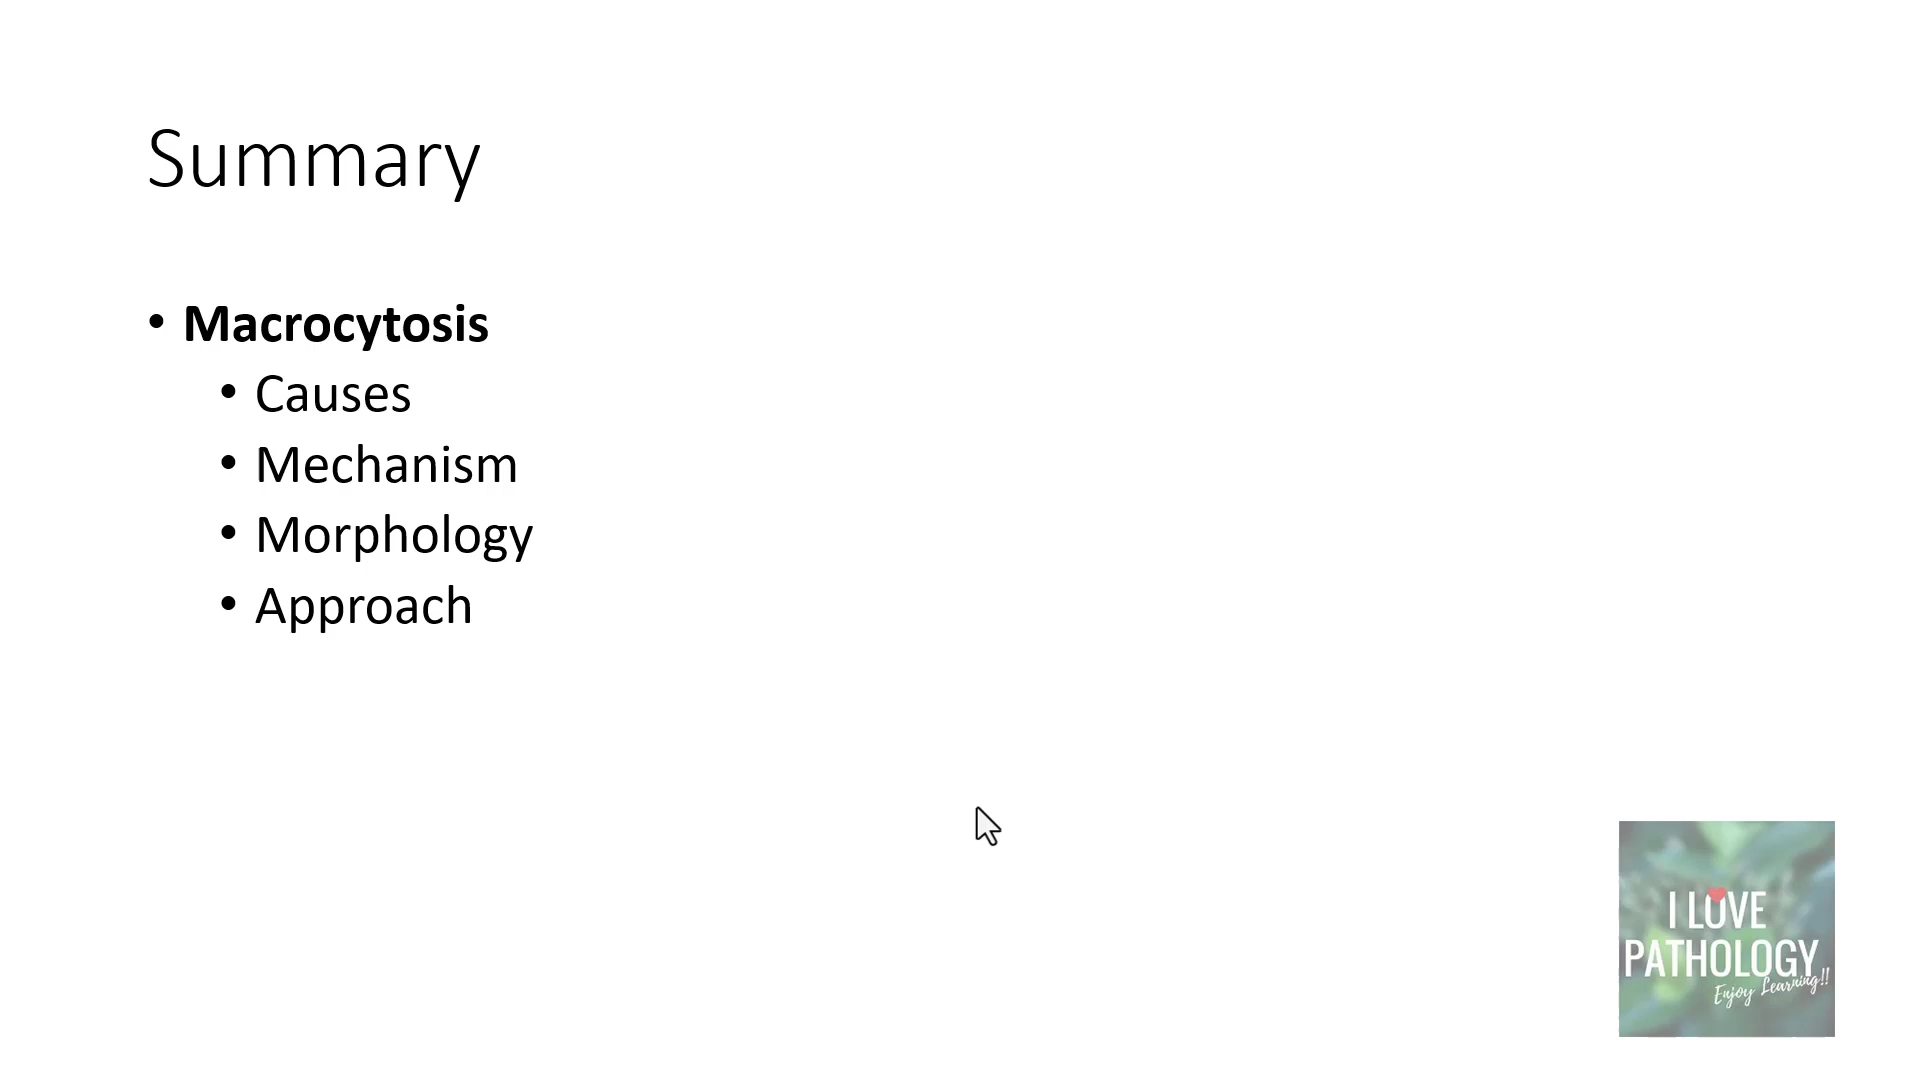 Summary
• Macrocytosis
• Causes
• Mechanism
• Morphology
• Approach
I LOVE
PATHOLOGY
Enjoy Learning!!